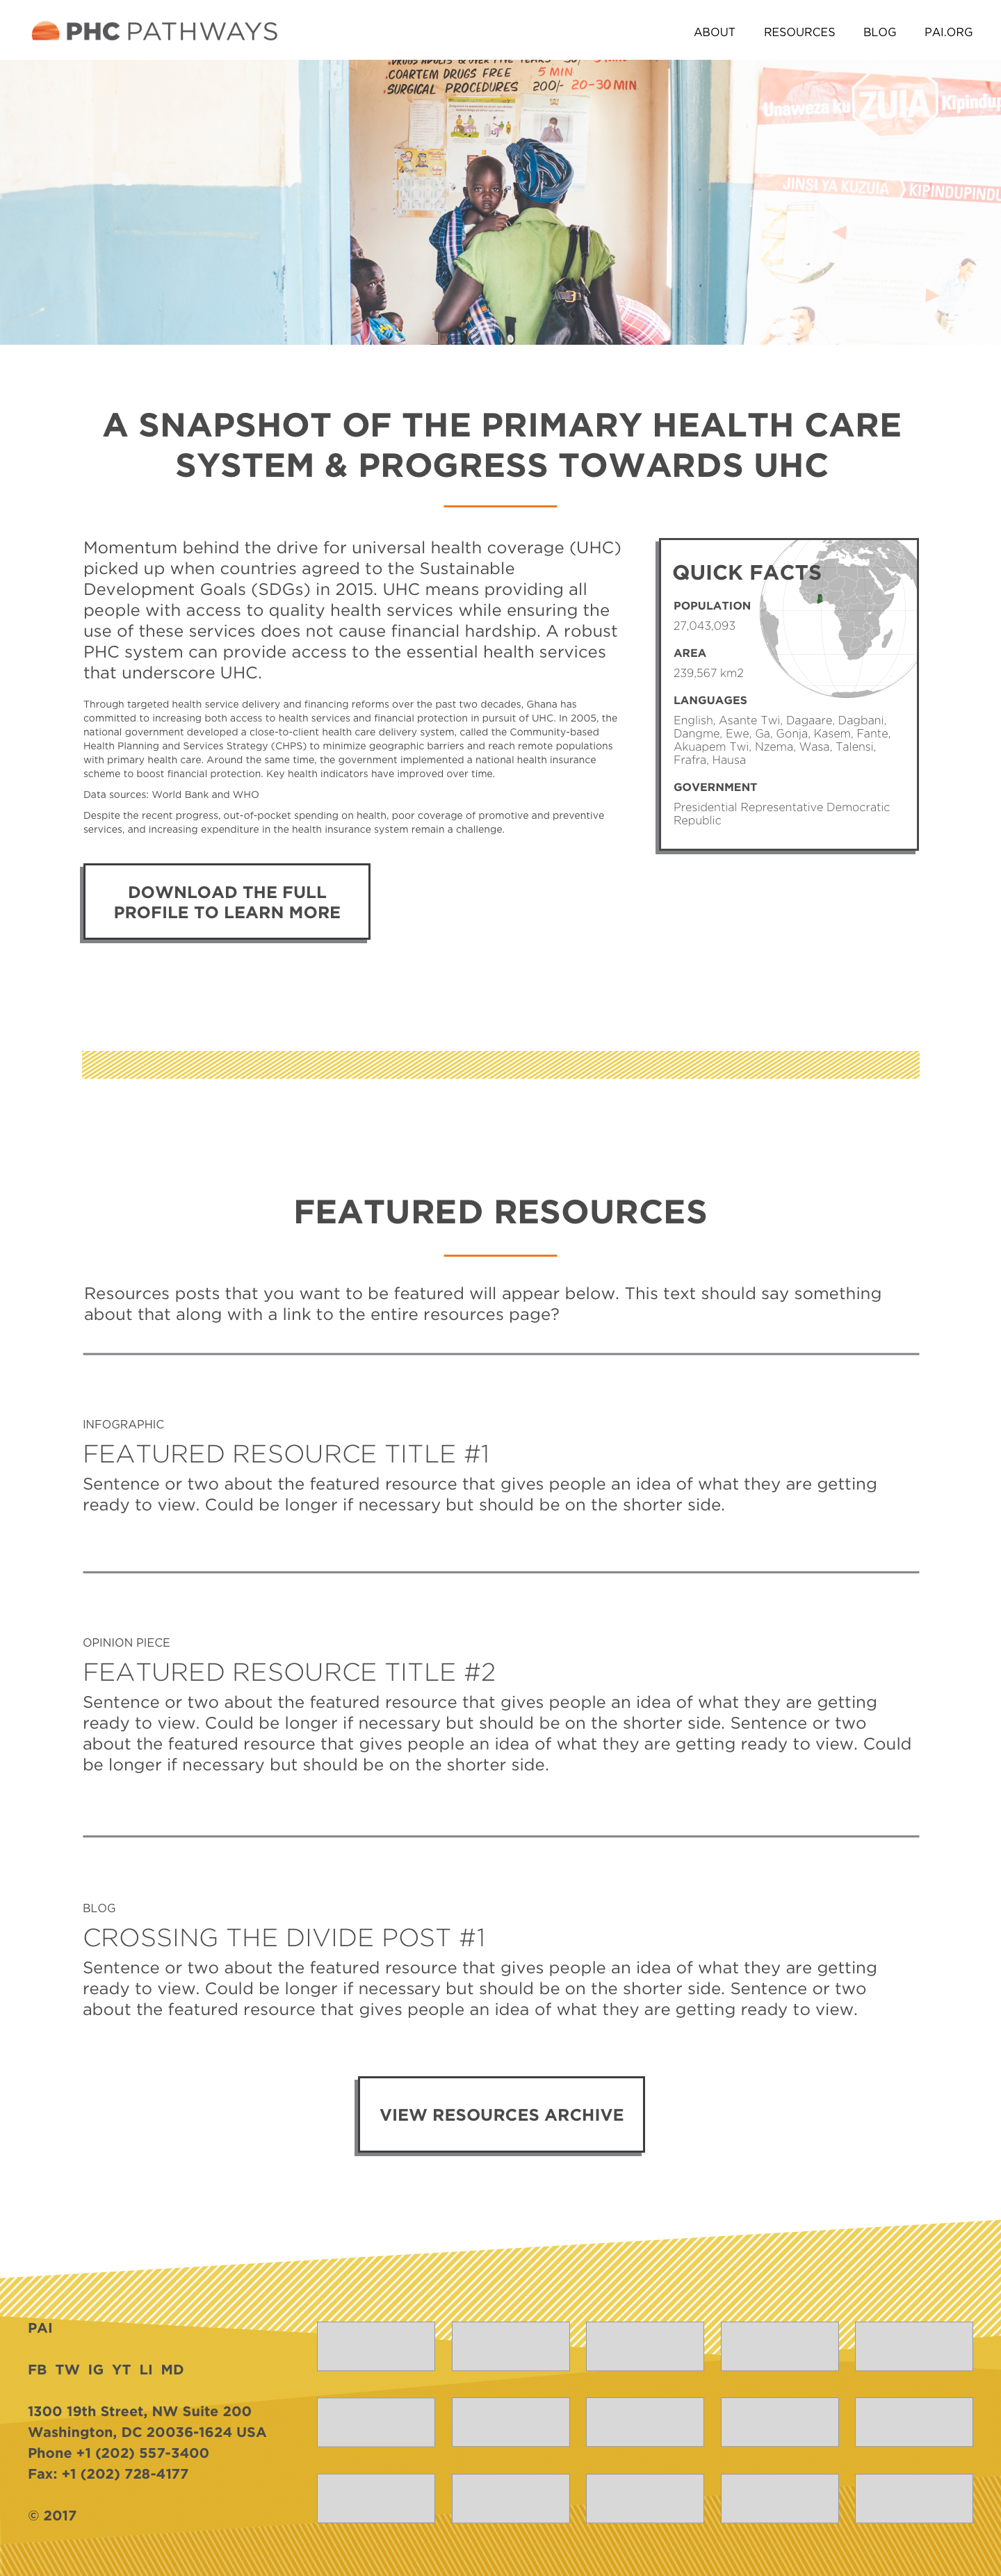 PHC PATHWAYS
ABOUT RESOURCES BLOG PAI.ORG
COARTEM DRUGS FREE 5 MIN
SURGICAL PROCEDURES 200/- 20-30 MIN
Unaweza ku ZUIA Kipindup
JINSI YA KUZUIA KIPINDUPINDU
A SNAPSHOT OF THE PRIMARY HEALTH CARE
SYSTEM & PROGRESS TOWARDS UHC
Momentum behind the drive for universal health coverage (UHC)
picked up when countries agreed to the Sustainable
Development Goals (SDGs) in 2015. UHC means providing all
people with access to quality health services while ensuring the
use of these services does not cause financial hardship. A robust
PHC system can provide access to the essential health services
that underscore UHC.
Through targeted health service delivery and financing reforms over the past two decades, Ghana has
committed to increasing both access to health services and financial protection in pursuit of UHC. In 2005, the
national government developed a close-to-client health care delivery system, called the Community-based
Health Planning and Services Strategy (CHPS) to minimize geographic barriers and reach remote populations
with primary health care. Around the same time, the government implemented a national health insurance
scheme to boost financial protection. Key health indicators have improved over time.
Data sources: World Bank and WHO
Despite the recent progress, out-of-pocket spending on health, poor coverage of promotive and preventive
services, and increasing expenditure in the health insurance system remain a challenge.
DOWNLOAD THE FULL
PROFILE TO LEARN MORE
QUICK FACTS
POPULATION
27,043,093
AREA
239,567 km2
LANGUAGES
English, Asante Twi, Dagaare, Dagbani,
Dangme, Ewe, Ga, Gonja, Kasem, Fante,
Akuapem Twi, Nzema, Wasa, Talensi,
Frafra, Hausa
GOVERNMENT
Presidential Representative Democratic
Republic
FEATURED RESOURCES
Resources posts that you want to be featured will appear below. This text should say something
about that along with a link to the entire resources page?
INFOGRAPHIC
FEATURED RESOURCE TITLE #1
Sentence or two about the featured resource that gives people an idea of what they are getting
ready to view. Could be longer if necessary but should be on the shorter side.
OPINION PIECE
FEATURED RESOURCE TITLE #2
Sentence or two about the featured resource that gives people an idea of what they are getting
ready to view. Could be longer if necessary but should be on the shorter side. Sentence or two
about the featured resource that gives people an idea of what they are getting ready to view. Could
be longer if necessary but should be on the shorter side.
BLOG
CROSSING THE DIVIDE POST #1
Sentence or two about the featured resource that gives people an idea of what they are getting
ready to view. Could be longer if necessary but should be on the shorter side. Sentence or two
about the featured resource that gives people an idea of what they are getting ready to view.
VIEW RESOURCES ARCHIVE
PAI
FB TW IG YT LI MD
1300 19th Street, NW Suite 200
Washington, DC 20036-1624 USA
Phone +1 (202) 557-3400
Fax: +1 (202) 728-4177
© 2017